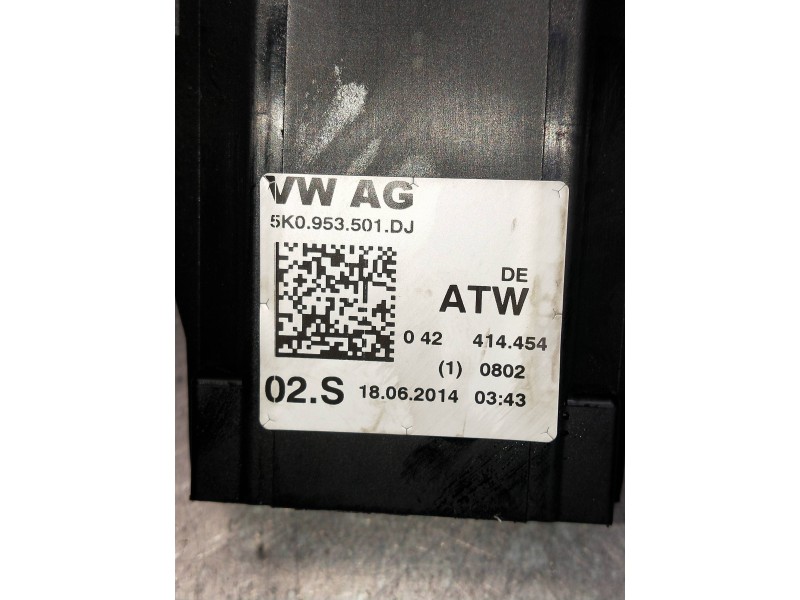 VW AG
5K0.953.501.DJ
DE
ATW
0 42 414.454
(1) 0802
02.S 18.06.2014 03:43